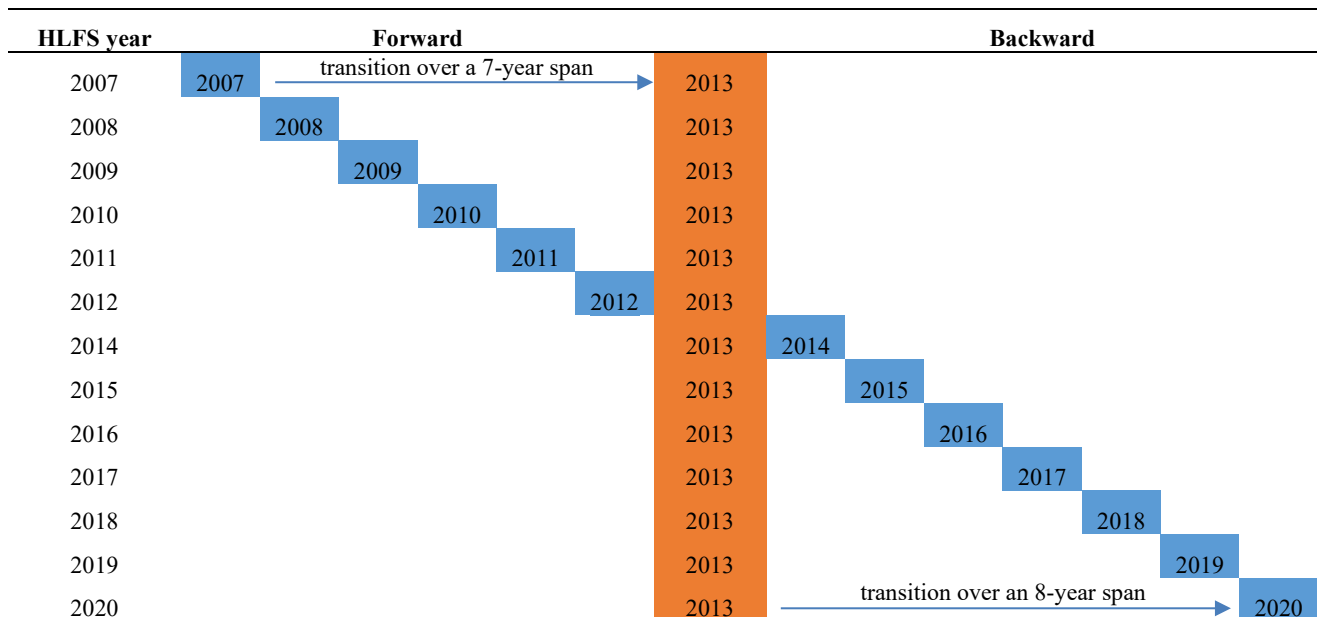 HLFS year Forward Backward
transition over a 7-year span
2007 2007 2013
2008 2008 2013
2009 2009 2013
2010 2010 2013
2011 2011 2013
2012 2012 2013
2014 2013 2014
2015 2013 2015
2016 2013 2016
2017 2013 2017
2018 2013 2018
2019 2013 2019
transition over an 8-year span
2020 2013 2020